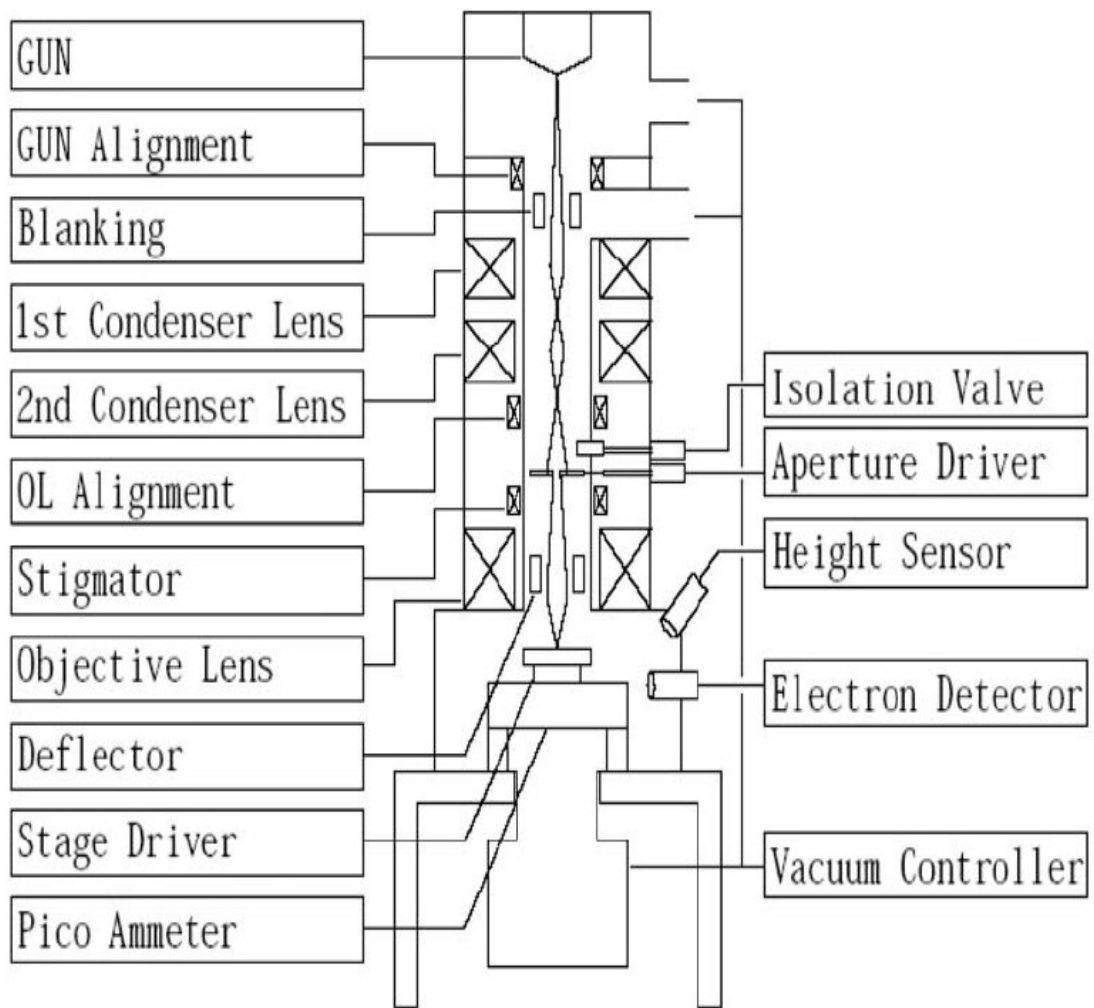 GUN
GUN Alignment
Blanking
1st Condenser Lens
2nd Condenser Lens
OL Alignment
Stigmator
Objective Lens
Deflector
Stage Driver
Pico Ammeter
Isolation Valve
Aperture Driver
Height Sensor
Electron Detector
Vacuum Controller